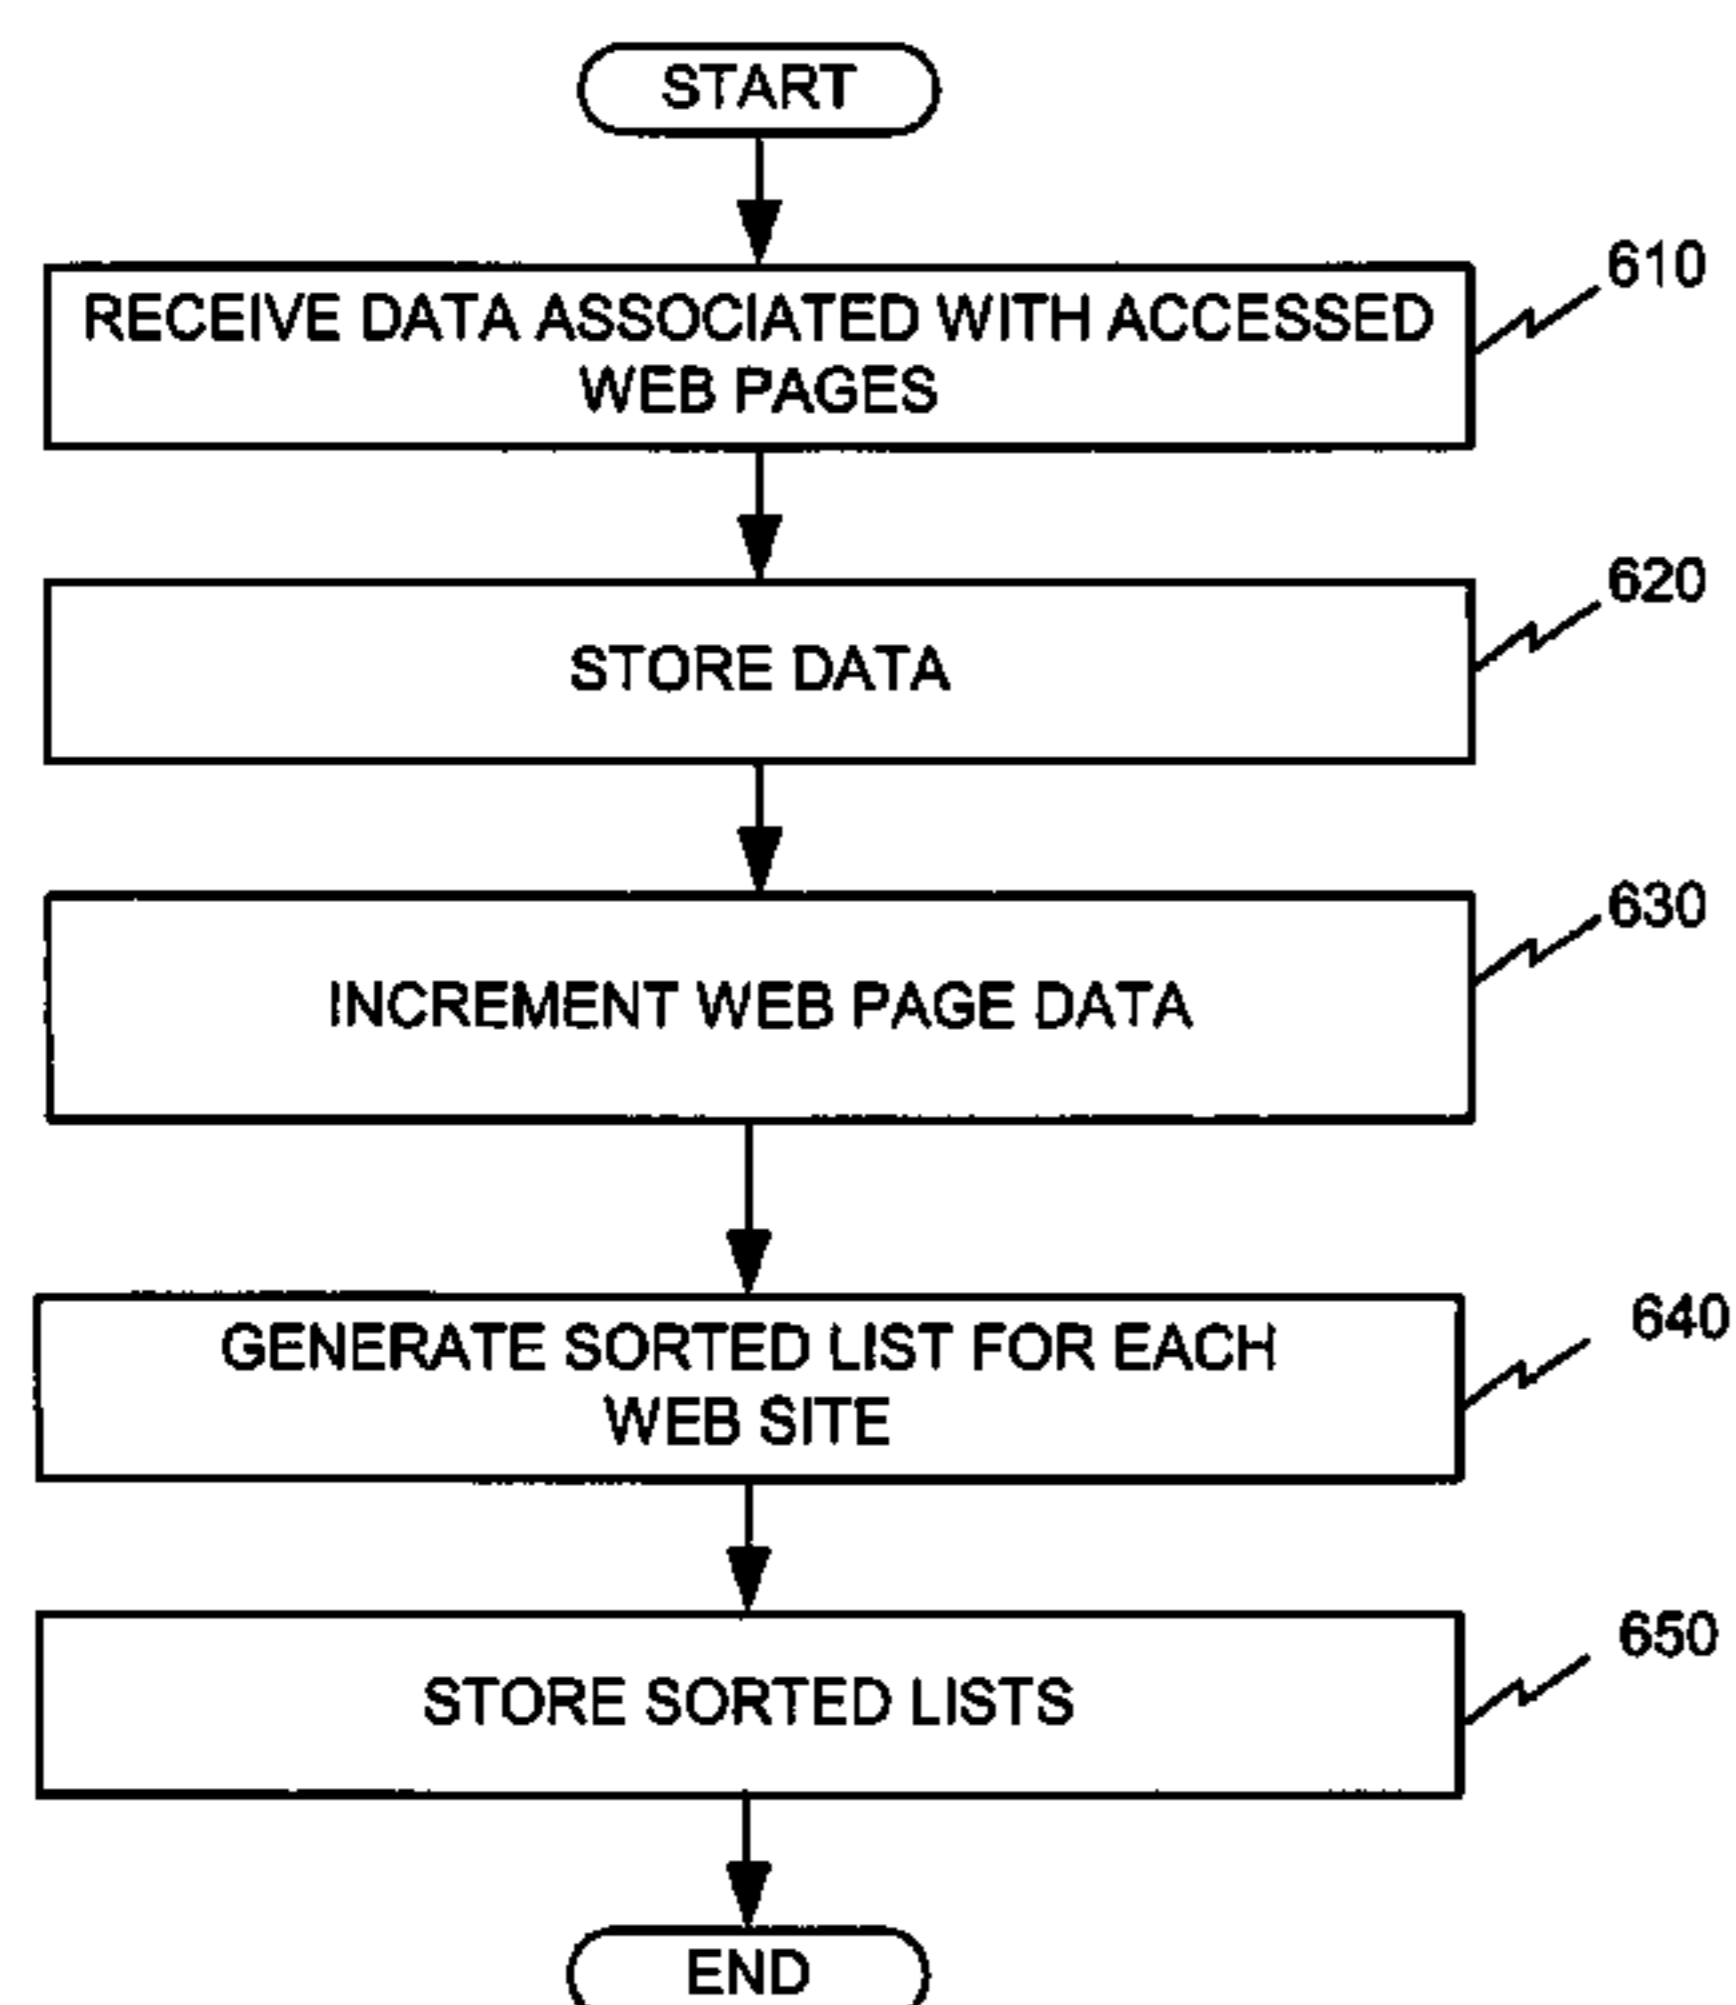 START
610
RECEIVE DATA ASSOCIATED WITH ACCESSED
WEB PAGES
620
STORE DATA
630
INCREMENT WEB PAGE DATA
640
GENERATE SORTED LIST FOR EACH
WEB SITE
650
STORE SORTED LISTS
END